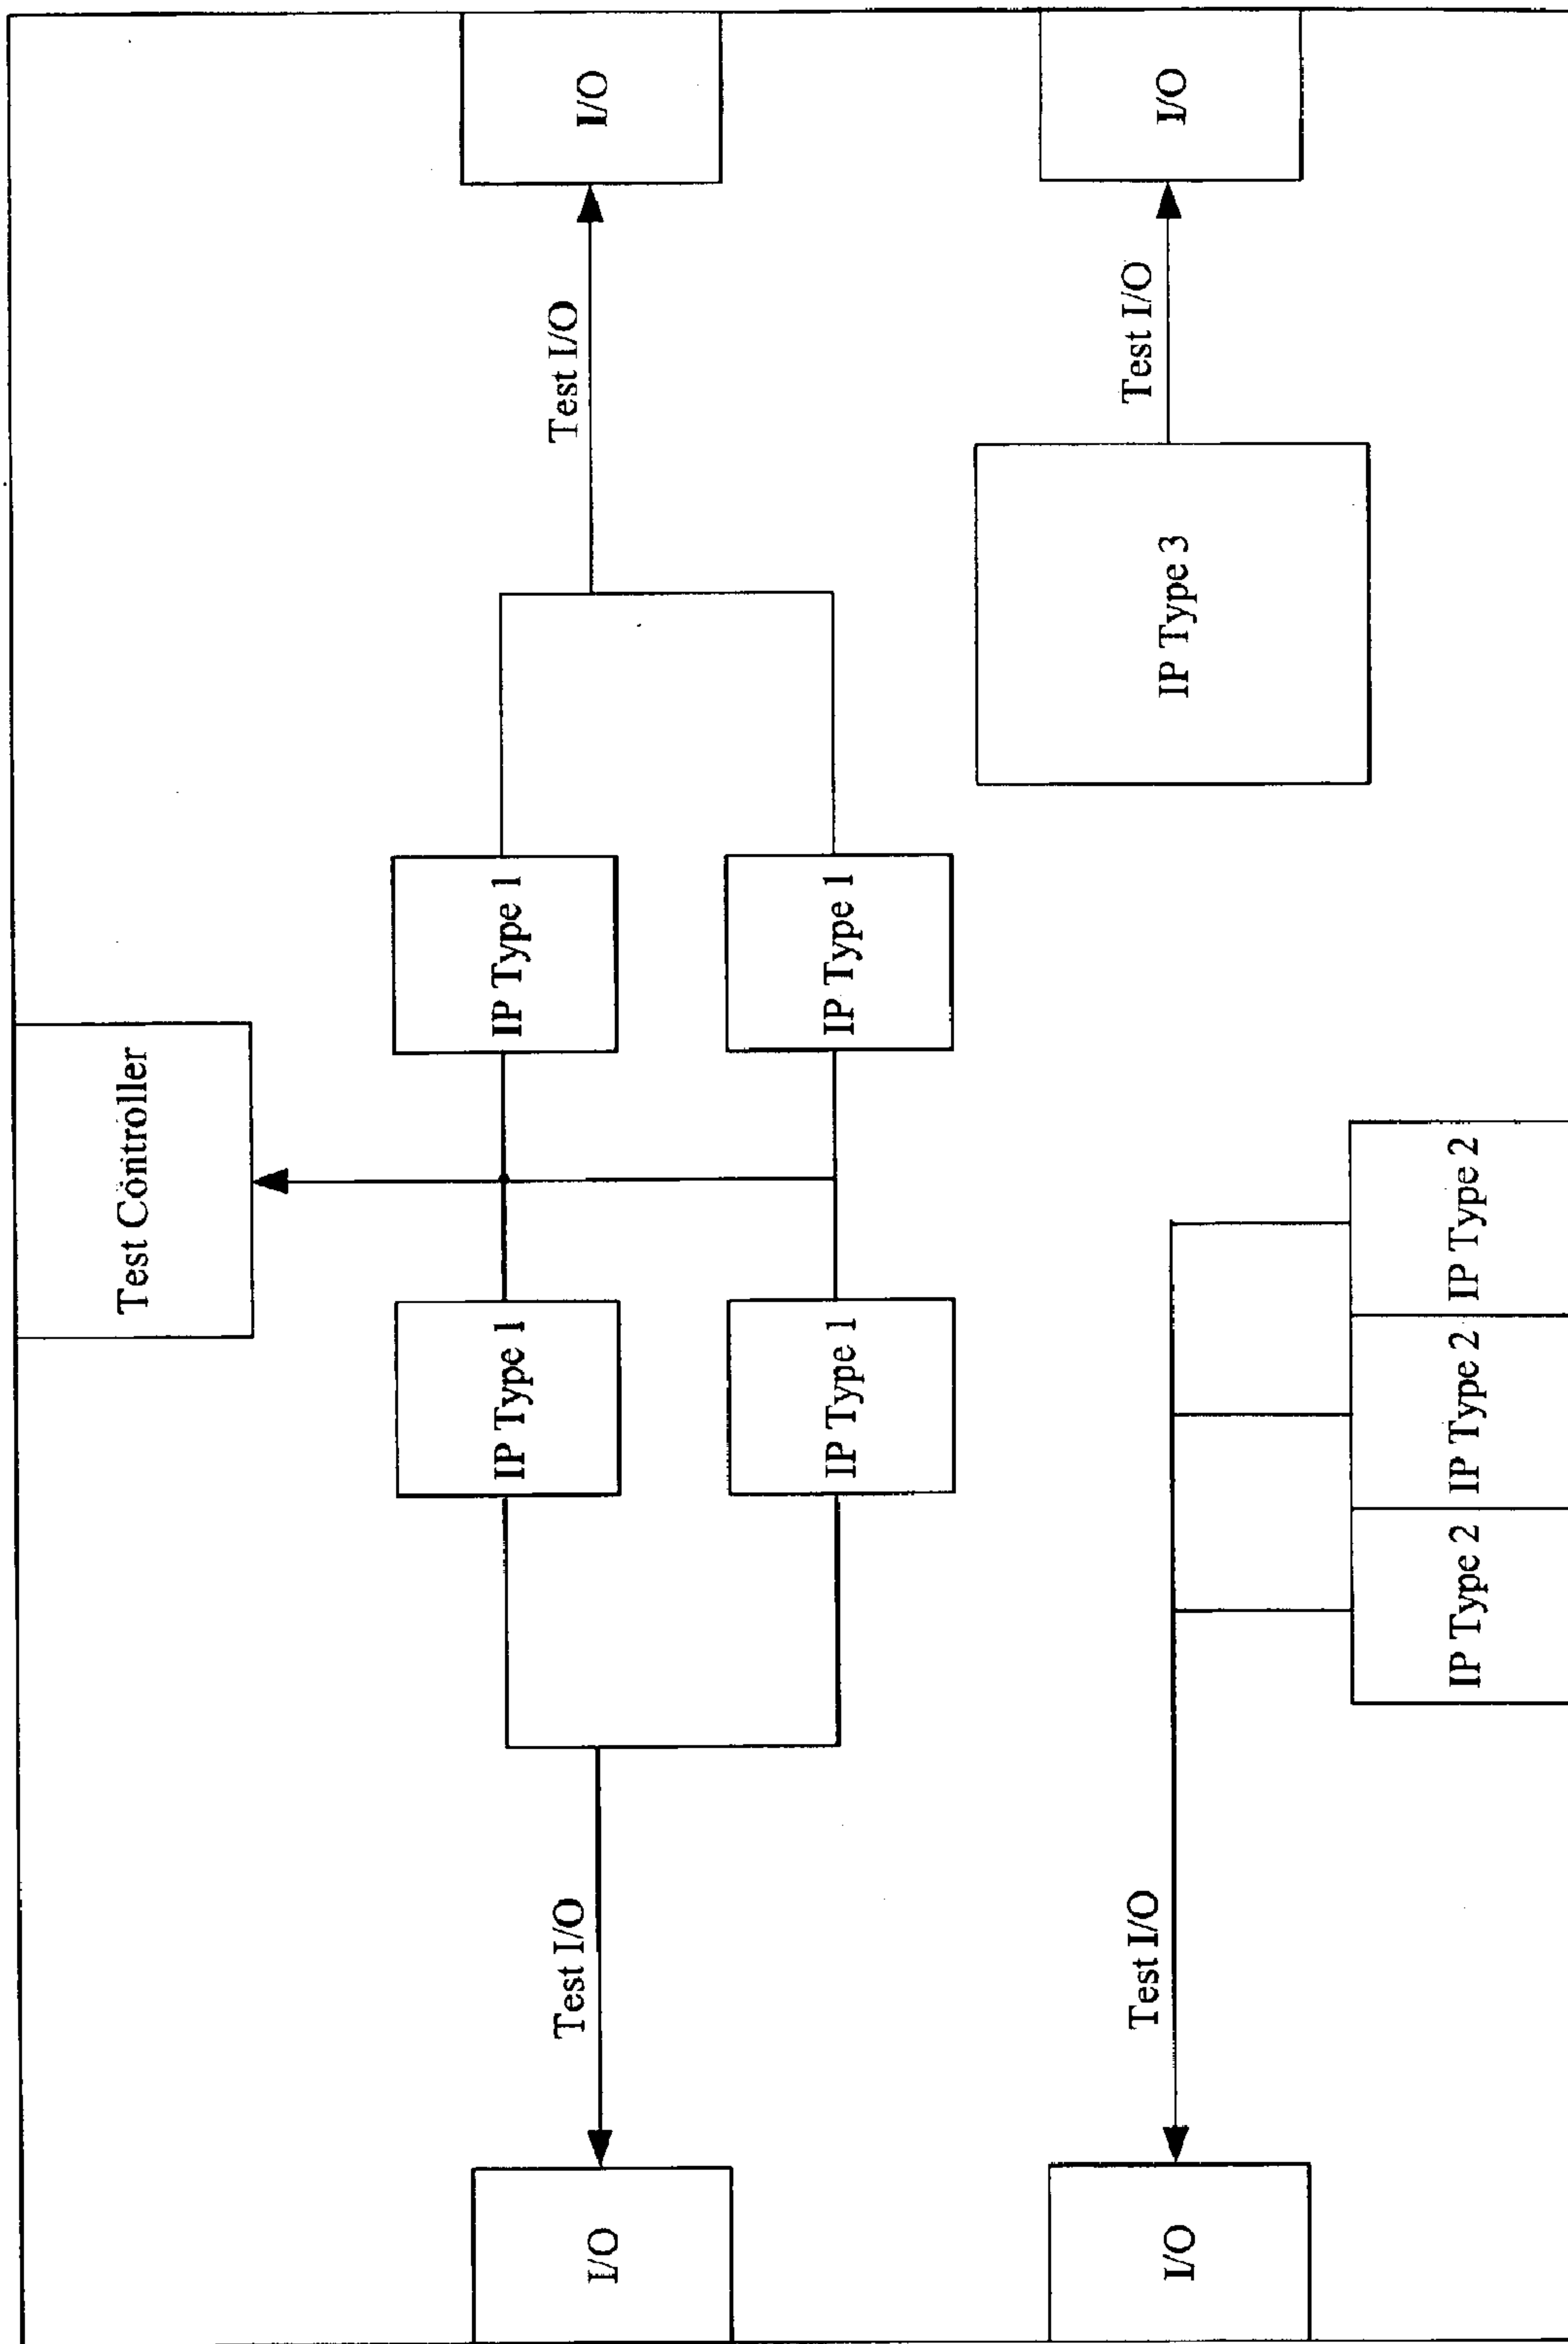 Test Controller
I/O
Test I/O
IP Type 1
IP Type 1
Test I/O
I/O
IP Type 1
IP Type 1
I/O
Test I/O
IP Type 2
IP Type 2
IP Type 2
IP Type 3
Test I/O
I/O